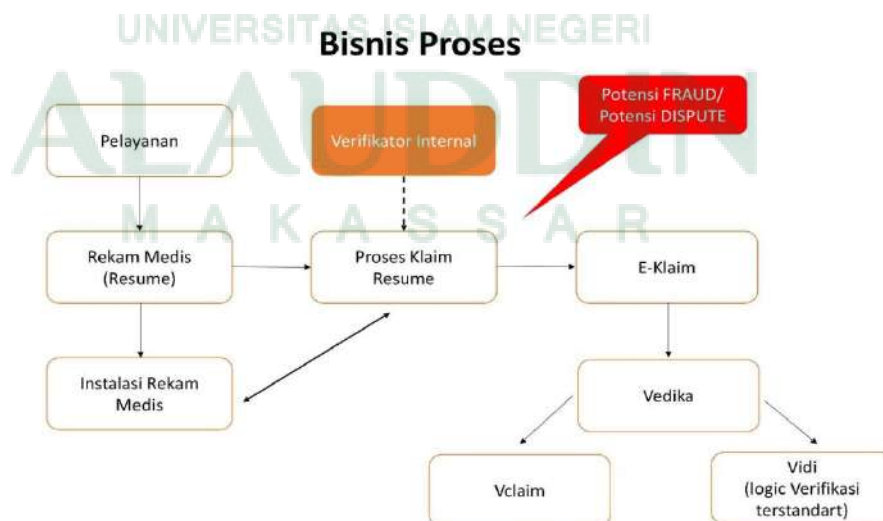 UNIVERSITAS ISLAM NEGERI
Bisnis Proses
ALAUDDIN
MAKASSAR
Potensi FRAUD/
Potensi DISPUTE
Pelayanan
Verifikator Internal
Rekam Medis
(Resume)
Proses Klaim
Resume
E-Klaim
Instalasi Rekam
Medis
Vedika
Vclaim
Vidi
(logic Verifikasi
terstandart)